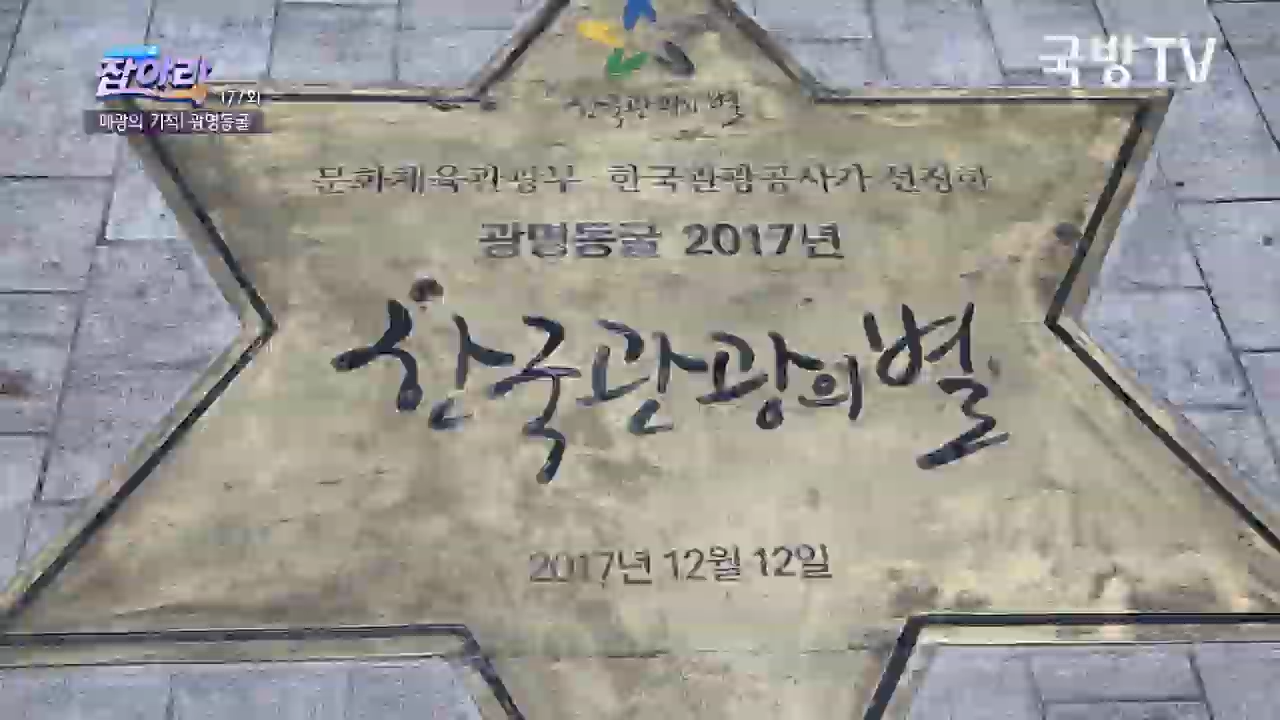 잡아라
177회
폐광의 기적! 광명동굴
국방TV
한국관광의 별
문화체육관광부 한국관광공사가 선정한
광명동굴 2017년
한국관광의 별
2017년 12월 12일